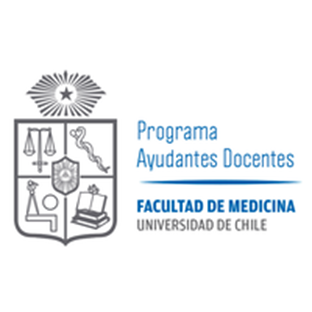 Programa
Ayudantes Docentes
FACULTAD DE MEDICINA
UNIVERSIDAD DE CHILE